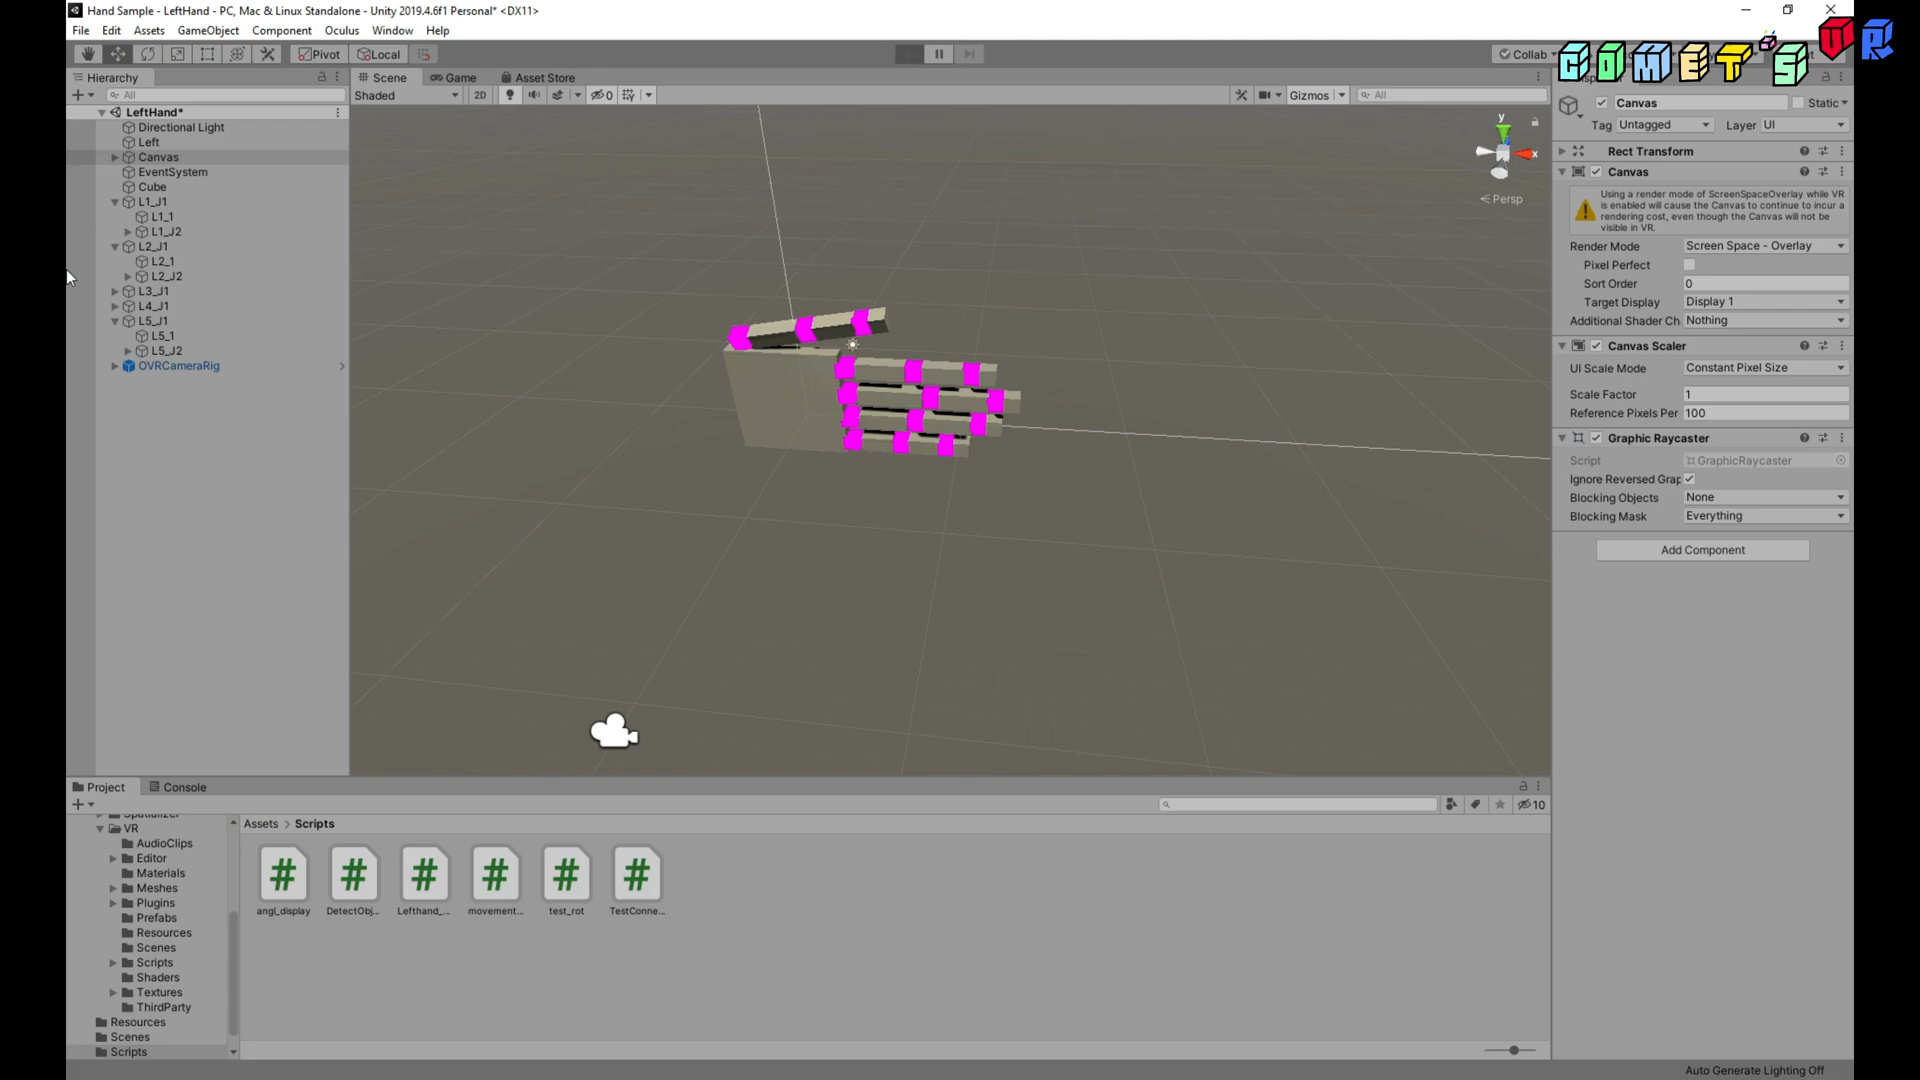 Hand Sample - LeftHand - PC, Mac & Linux Standalone - Unity 2019.4.6f1 Personal* <DX11>
File Edit Assets GameObject Component Oculus Window Help
Pivot Local Collab
COMET'S VR
Hierarchy
All
LeftHand*
Directional Light
Left
Canvas
EventSystem
Cube
L1_J1
L1_1
L1_J2
L2_J1
L2_1
L2_J2
L3_J1
L4_J1
L5_J1
L5_1
L5_J2
OVRCameraRig
Scene Game Asset Store
Shaded 2D 0 Gizmos All
y
x
Persp
Canvas Static
Tag Untagged Layer UI
Rect Transform
Canvas
Using a render mode of ScreenSpaceOverlay while VR
is enabled will cause the Canvas to continue to incur a
rendering cost, even though the Canvas will not be
visible in VR.
Render Mode Screen Space - Overlay
Pixel Perfect
Sort Order 0
Target Display Display 1
Additional Shader Ch Nothing
Canvas Scaler
UI Scale Mode Constant Pixel Size
Scale Factor 1
Reference Pixels Per 100
Graphic Raycaster
Script GraphicRaycaster
Ignore Reversed Grap
Blocking Objects None
Blocking Mask Everything
Add Component
Project Console
10
VR
AudioClips
Editor
Materials
Meshes
Plugins
Prefabs
Resources
Scenes
Scripts
Shaders
Textures
ThirdParty
Resources
Scenes
Scripts
Assets > Scripts
angl_display DetectObj... Lefthand_... movement... test_rot TestConne...
Auto Generate Lighting Off